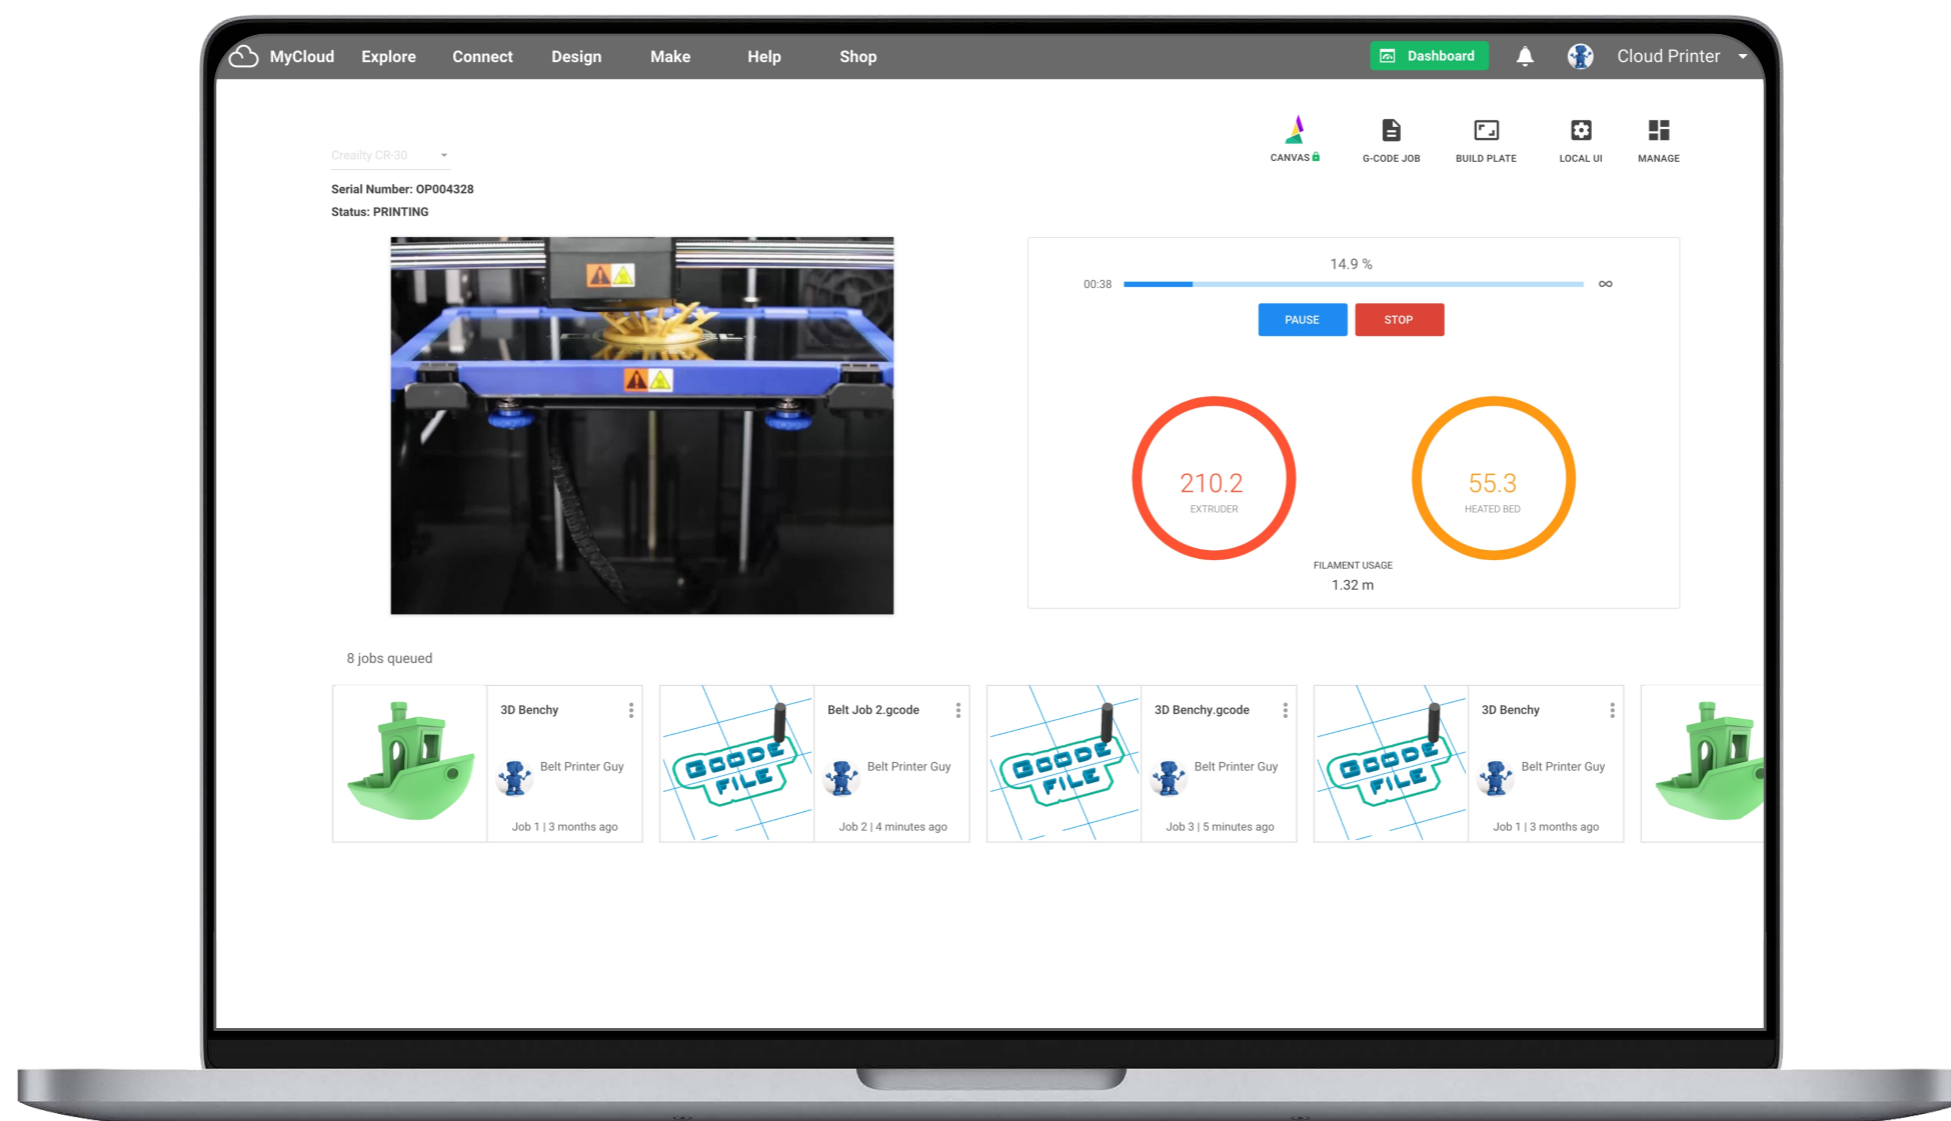 MyCloud Explore Connect Design Make Help Shop Dashboard Cloud Printer
CANVAS G-CODE JOB BUILD PLATE LOCAL UI MANAGE
Creailty CR-30
Serial Number: OP004328
Status: PRINTING
14.9 %
00:38 ∞
PAUSE STOP
210.2
EXTRUDER
55.3
HEATED BED
FILAMENT USAGE
1.32 m
8 jobs queued
3D Benchy
Belt Printer Guy
Job 1 | 3 months ago
GCODE
FILE
Belt Job 2.gcode
Belt Printer Guy
Job 2 | 4 minutes ago
GCODE
FILE
3D Benchy.gcode
Belt Printer Guy
Job 3 | 5 minutes ago
GCODE
FILE
3D Benchy
Belt Printer Guy
Job 1 | 3 months ago